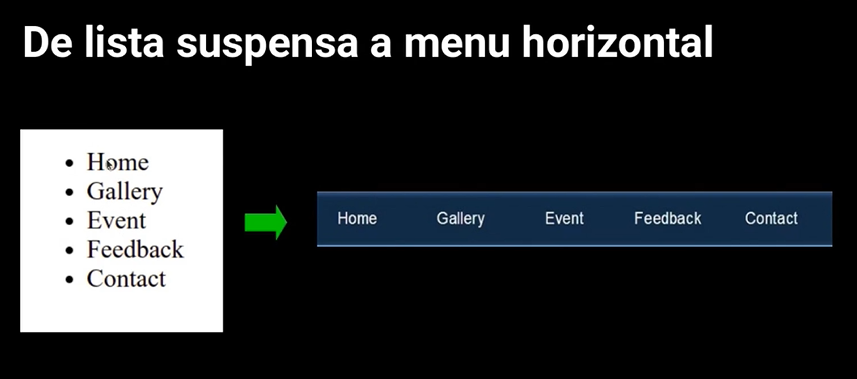 De lista suspensa a menu horizontal
Home
Gallery
Event
Feedback
Contact
Home Gallery Event Feedback Contact